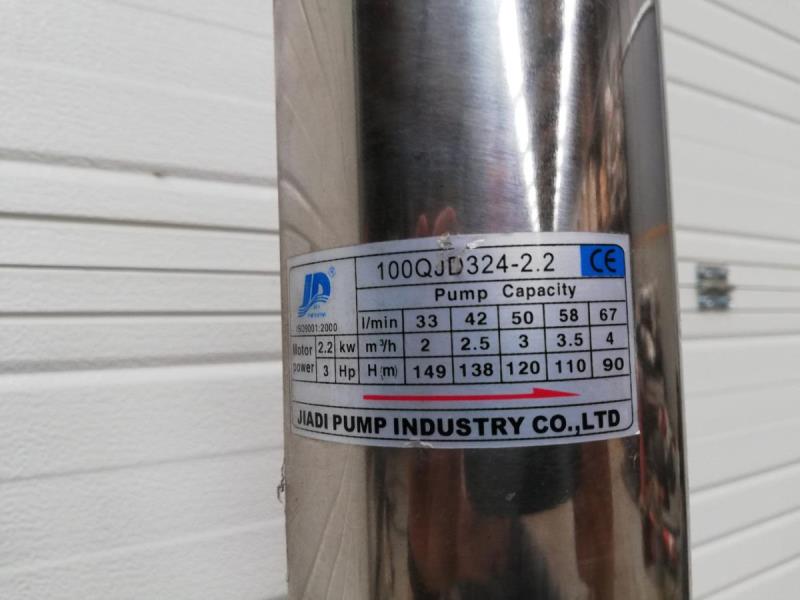 100QJD324-2.2 CE
JD ®
Pump Capacity
ISO9001:2000
l/min 33 42 50 58 67
Motor power 2.2 kw m³/h 2 2.5 3 3.5 4
3 Hp H(m) 149 138 120 110 90
JIADI PUMP INDUSTRY CO.,LTD